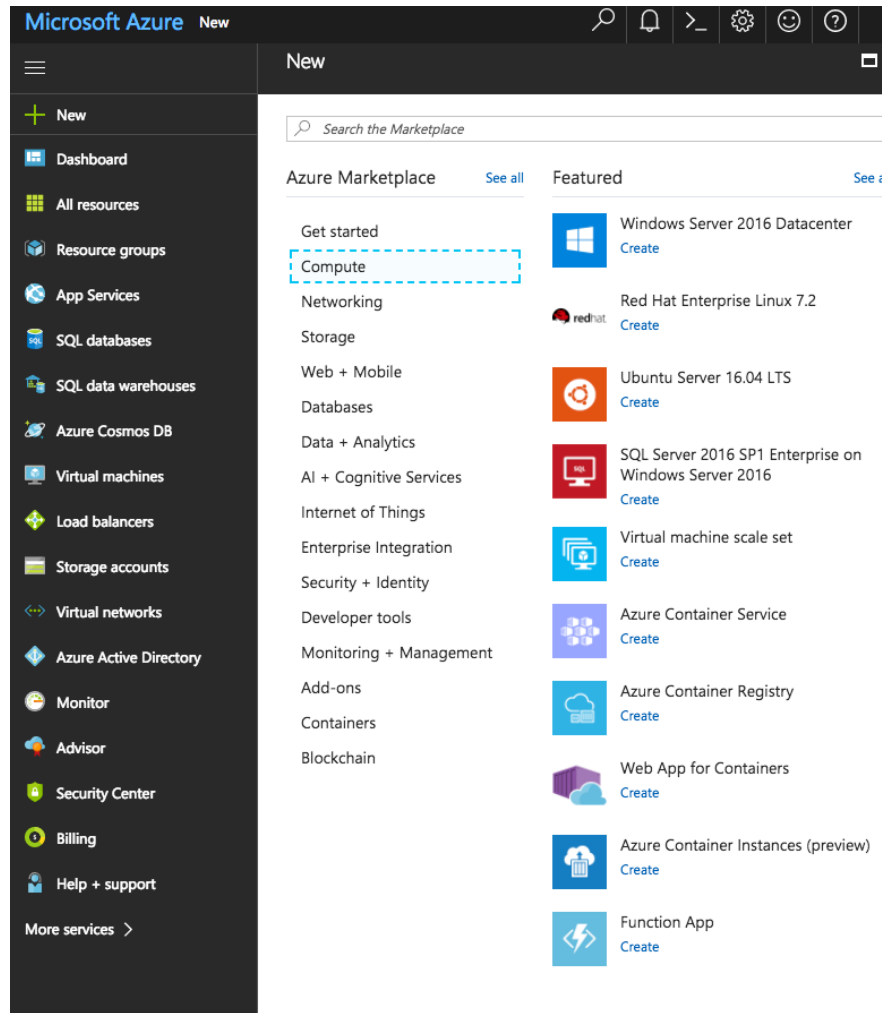 Microsoft Azure New
New
New
Dashboard
All resources
Resource groups
App Services
SQL databases
SQL data warehouses
Azure Cosmos DB
Virtual machines
Load balancers
Storage accounts
Virtual networks
Azure Active Directory
Monitor
Advisor
Security Center
Billing
Help + support
More services
Search the Marketplace
Azure Marketplace See all
Get started
Compute
Networking
Storage
Web + Mobile
Databases
Data + Analytics
AI + Cognitive Services
Internet of Things
Enterprise Integration
Security + Identity
Developer tools
Monitoring + Management
Add-ons
Containers
Blockchain
Featured See a
Windows Server 2016 Datacenter
Create
redhat
Red Hat Enterprise Linux 7.2
Create
Ubuntu Server 16.04 LTS
Create
SQL
SQL Server 2016 SP1 Enterprise on
Windows Server 2016
Create
Virtual machine scale set
Create
Azure Container Service
Create
Azure Container Registry
Create
Web App for Containers
Create
Azure Container Instances (preview)
Create
Function App
Create